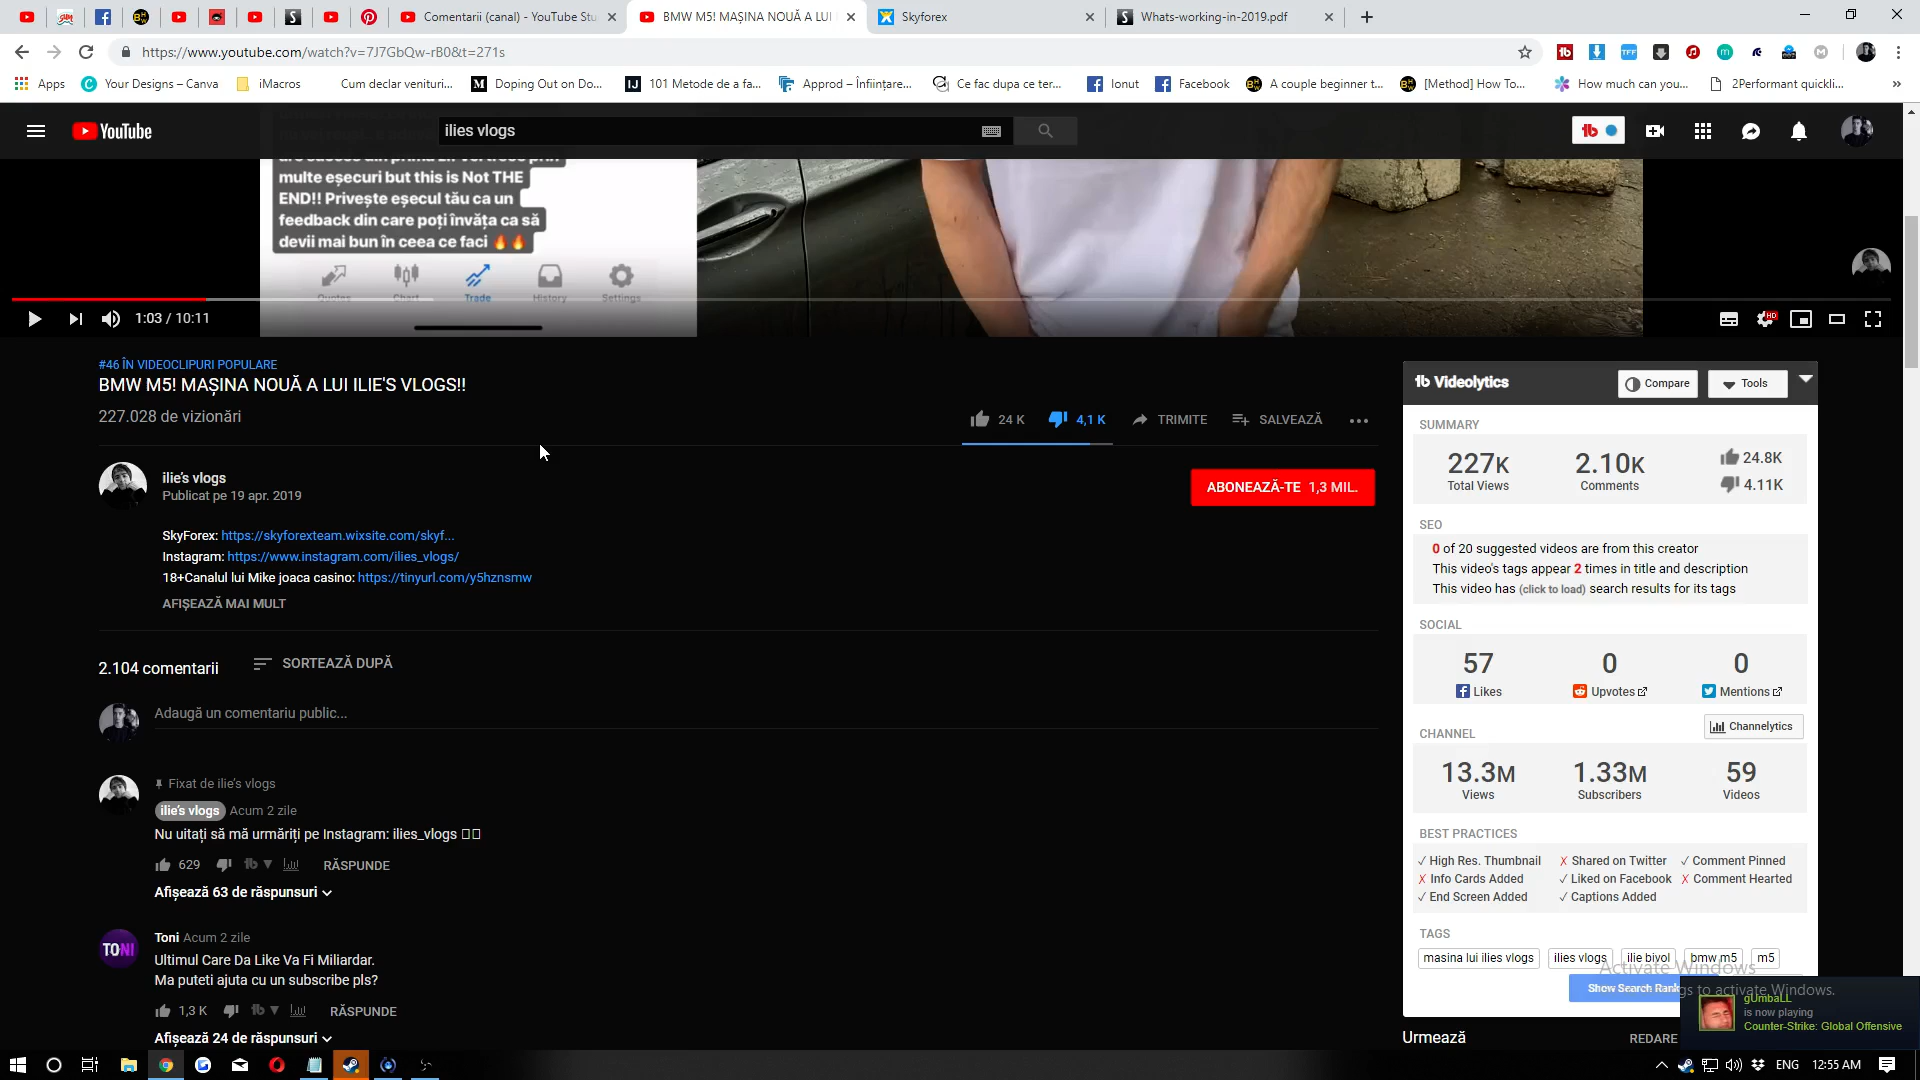 Comentarii (canal) - YouTube Stu
BMW M5! MAȘINA NOUĂ A LUI
Skyforex
Whats-working-in-2019.pdf
https://www.youtube.com/watch?v=7J7GbQw-rB0&t=271s
Apps
Your Designes – Canva
iMacros
Cum declar venituri...
Doping Out on Do...
101 Metode de a fa...
Approd – Înființare...
Ce fac dupa ce ter...
Ionut
Facebook
A couple beginner t...
[Method] How To...
How much can you...
2Performant quickli...
YouTube
ilies vlogs
multe eșecuri but this is Not THE
END!! Privește eșecul tău ca un
feedback din care poți învăța ca să
devii mai bun în ceea ce faci 🔥🔥
Quotes Chart Trade History Settings
1:03 / 10:11
#46 ÎN VIDEOCLIPURI POPULARE
BMW M5! MAȘINA NOUĂ A LUI ILIE'S VLOGS!!
227.028 de vizionări
24 K
4,1 K
TRIMITE
SALVEAZĂ
ilie's vlogs
Publicat pe 19 apr. 2019
ABONEAZĂ-TE 1,3 MIL.
SkyForex: https://skyforexteam.wixsite.com/skyf...
Instagram: https://www.instagram.com/ilies_vlogs/
18+Canalul lui Mike joaca casino: https://tinyurl.com/y5hznsmw
AFIȘEAZĂ MAI MULT
2.104 comentarii
SORTEAZĂ DUPĂ
Adaugă un comentariu public...
Fixat de ilie's vlogs
ilie's vlogs Acum 2 zile
Nu uitați să mă urmăriți pe Instagram: ilies_vlogs
629
RĂSPUNDE
Afișează 63 de răspunsuri
TONI
Toni Acum 2 zile
Ultimul Care Da Like Va Fi Miliardar.
Ma puteti ajuta cu un subscribe pls?
1,3 K
RĂSPUNDE
Afișează 24 de răspunsuri
Videolytics
Compare
Tools
SUMMARY
227K
Total Views
2.10K
Comments
24.8K
4.11K
SEO
0 of 20 suggested videos are from this creator
This video's tags appear 2 times in title and description
This video has (click to load) search results for its tags
SOCIAL
57
Likes
0
Upvotes
0
Mentions
CHANNEL
Channelytics
13.3M
Views
1.33M
Subscribers
59
Videos
BEST PRACTICES
✓ High Res. Thumbnail ✗ Shared on Twitter ✓ Comment Pinned
✗ Info Cards Added ✓ Liked on Facebook ✗ Comment Hearted
✓ End Screen Added ✓ Captions Added
TAGS
masina lui ilies vlogs
ilies vlogs
ilie bivol
bmw m5
m5
Activate Windows
Show Search Rank
gs to activate Windows.
gUmbaLL
is now playing
Counter-Strike: Global Offensive
Urmează
REDARE
ENG
12:55 AM